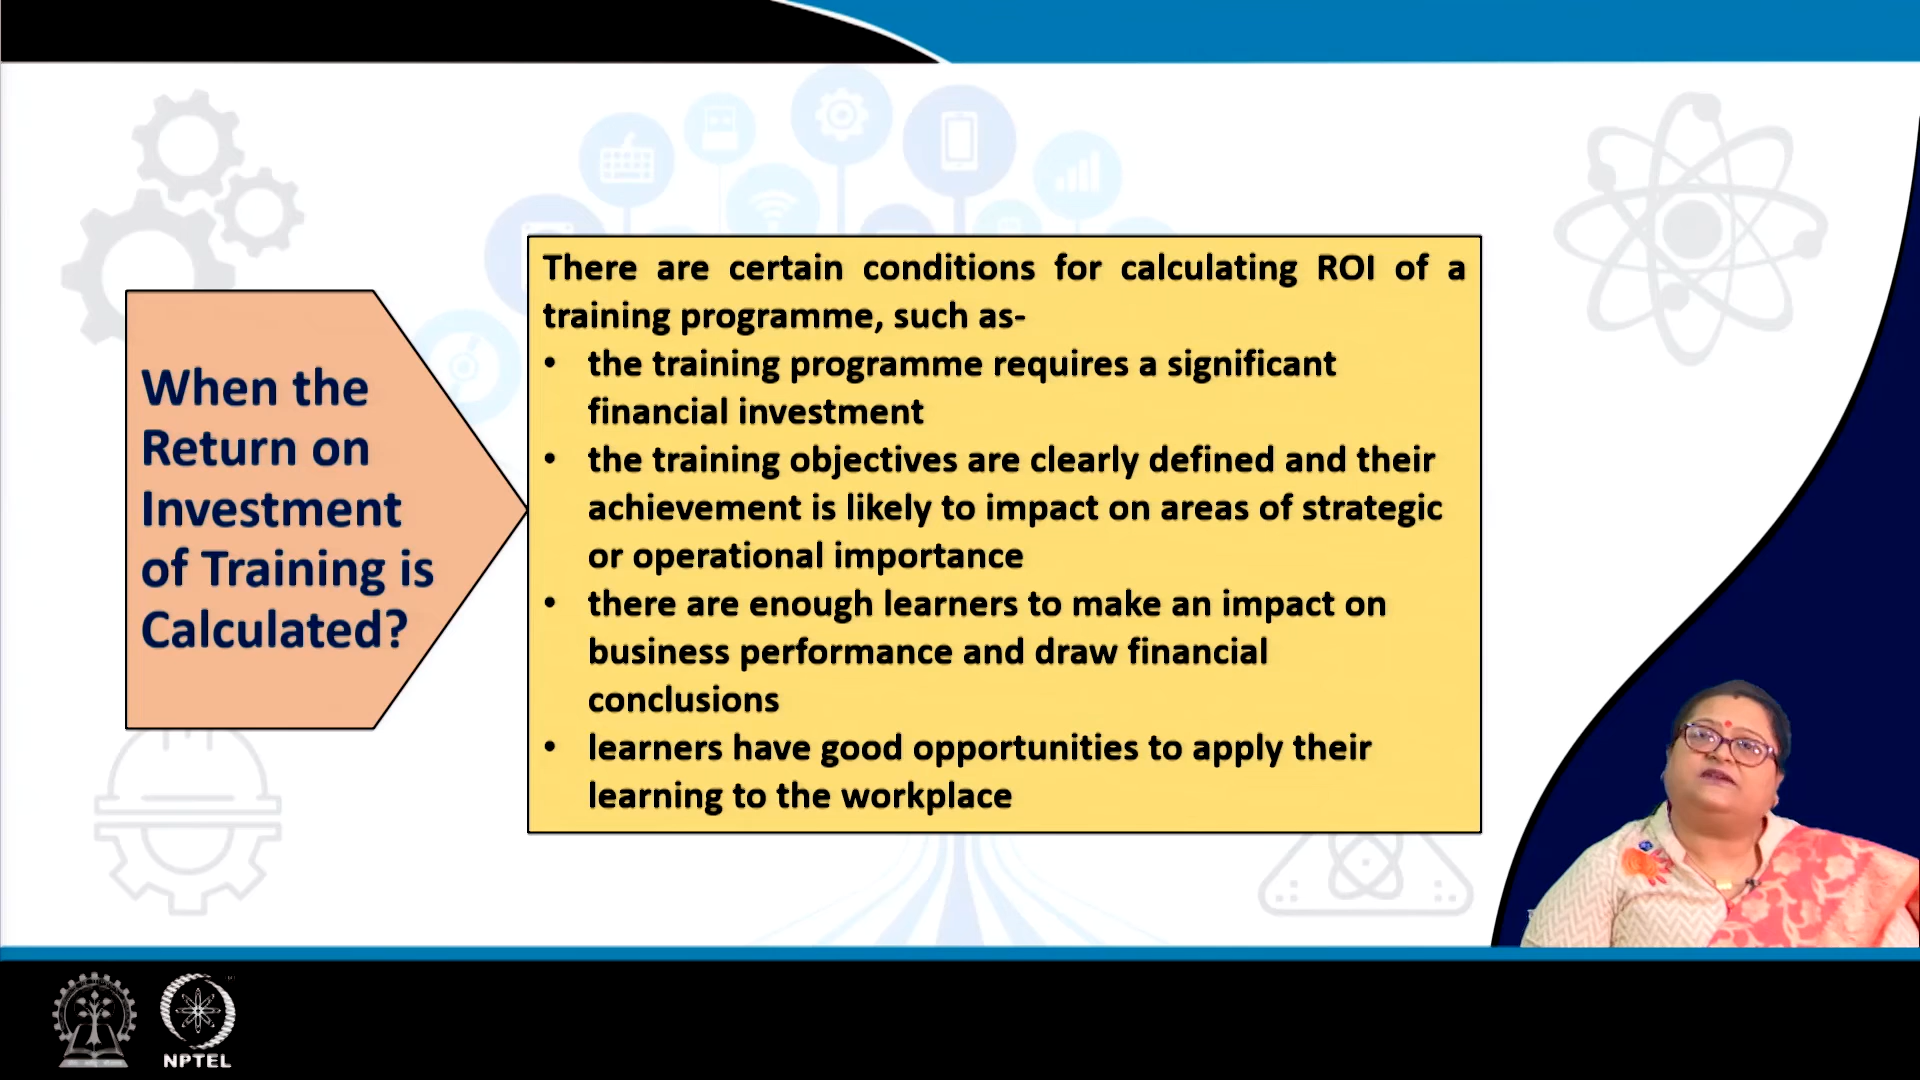 When the
Return on
Investment
of Training is
Calculated?
There are certain conditions for calculating ROI of a
training programme, such as-
• the training programme requires a significant
financial investment
• the training objectives are clearly defined and their
achievement is likely to impact on areas of strategic
or operational importance
• there are enough learners to make an impact on
business performance and draw financial
conclusions
• learners have good opportunities to apply their
learning to the workplace
NPTEL